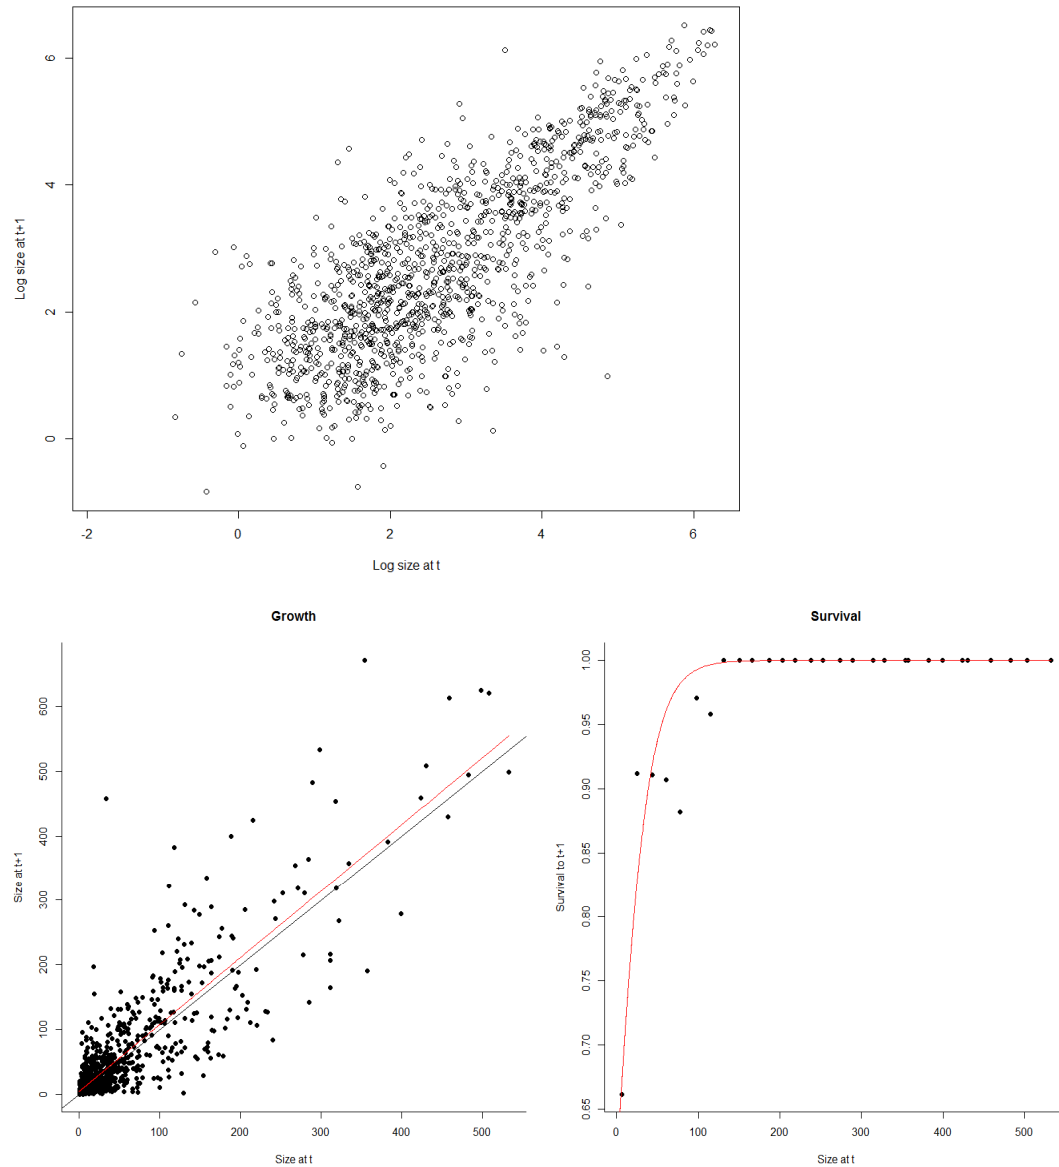 6
4
2
0
Log size at t+1
-2 0 2 4 6
Log size at t
Growth
600
500
400
300
200
100
0
Size at t+1
0 100 200 300 400 500
Size at t
Survival
1.00
0.95
0.90
0.85
0.80
0.75
0.70
0.65
Survival to t+1
0 100 200 300 400 500
Size at t